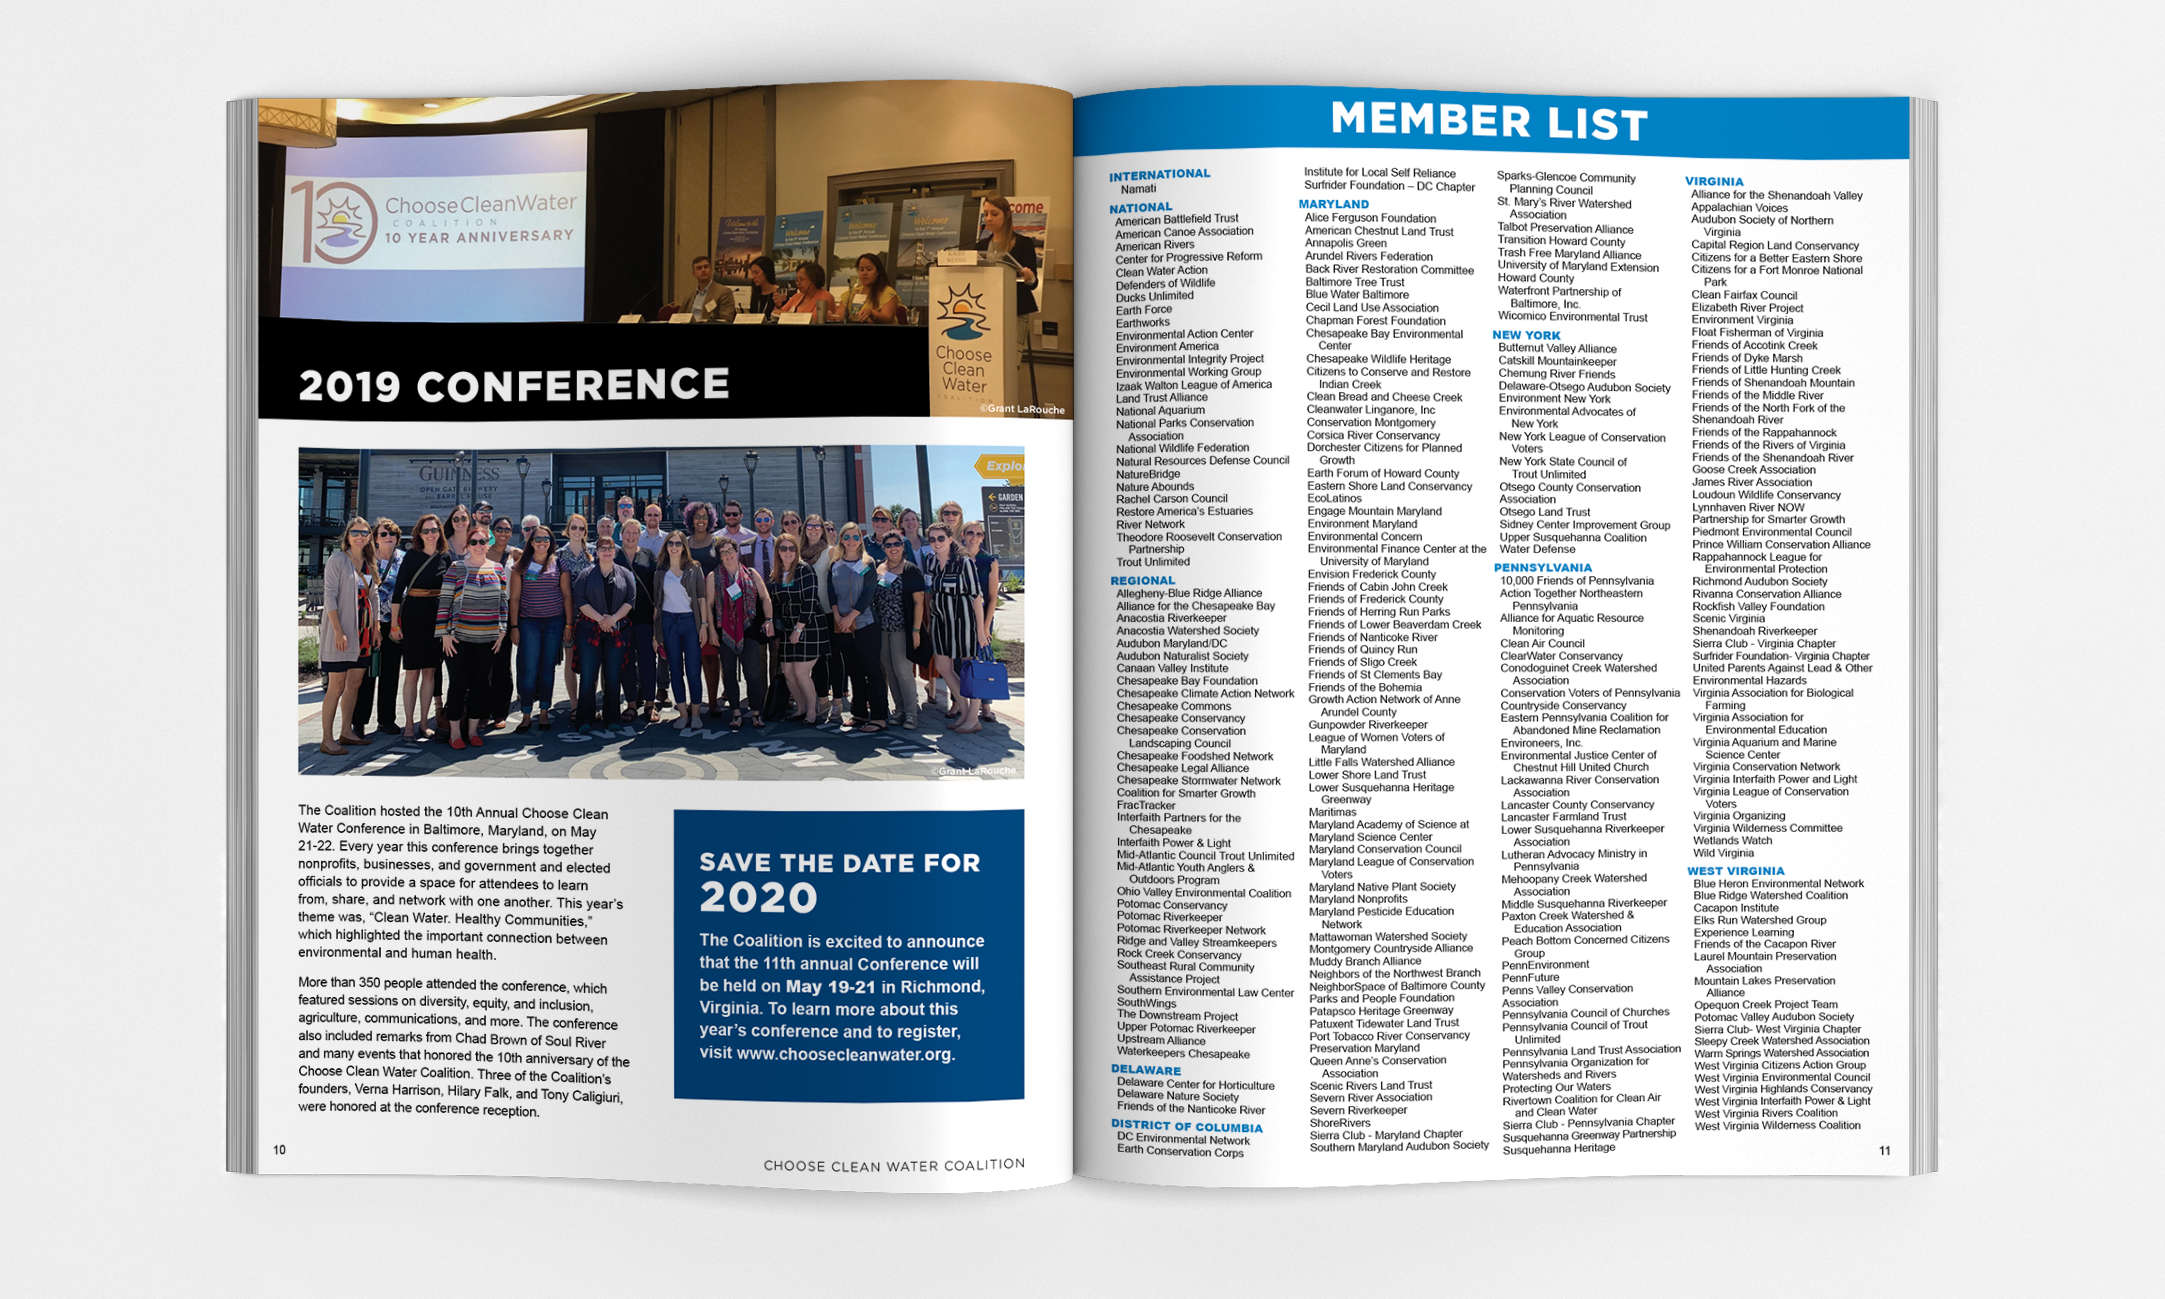 10
ChooseCleanWater
COALITION
10 YEAR ANNIVERSARY
Welcome
Welcome
Welcome
come
Choose
Clean
Water
COALITION
©Grant LaRouche
2019 CONFERENCE
GUINNESS
OPEN GATE BREWERY
BARREL HOUSE
Explo
GARDEN
©Grant LaRouche
The Coalition hosted the 10th Annual Choose Clean
Water Conference in Baltimore, Maryland, on May
21-22. Every year this conference brings together
nonprofits, businesses, and government and elected
officials to provide a space for attendees to learn
from, share, and network with one another. This year’s
theme was, “Clean Water. Healthy Communities,”
which highlighted the important connection between
environmental and human health.
More than 350 people attended the conference, which
featured sessions on diversity, equity, and inclusion,
agriculture, communications, and more. The conference
also included remarks from Chad Brown of Soul River
and many events that honored the 10th anniversary of the
Choose Clean Water Coalition. Three of the Coalition’s
founders, Verna Harrison, Hilary Falk, and Tony Caligiuri,
were honored at the conference reception.
SAVE THE DATE FOR
2020
The Coalition is excited to announce
that the 11th annual Conference will
be held on May 19-21 in Richmond,
Virginia. To learn more about this
year’s conference and to register,
visit www.choosecleanwater.org.
10
CHOOSE CLEAN WATER COALITION
MEMBER LIST
INTERNATIONAL
Namati
NATIONAL
American Battlefield Trust
American Canoe Association
American Rivers
Center for Progressive Reform
Clean Water Action
Defenders of Wildlife
Ducks Unlimited
Earth Force
Earthworks
Environmental Action Center
Environment America
Environmental Integrity Project
Environmental Working Group
Izaak Walton League of America
Land Trust Alliance
National Aquarium
National Parks Conservation
Association
National Wildlife Federation
Natural Resources Defense Council
NatureBridge
Nature Abounds
Rachel Carson Council
Restore America’s Estuaries
River Network
Theodore Roosevelt Conservation
Partnership
Trout Unlimited
REGIONAL
Allegheny-Blue Ridge Alliance
Alliance for the Chesapeake Bay
Anacostia Riverkeeper
Anacostia Watershed Society
Audubon Maryland/DC
Audubon Naturalist Society
Canaan Valley Institute
Chesapeake Bay Foundation
Chesapeake Climate Action Network
Chesapeake Commons
Chesapeake Conservancy
Chesapeake Conservation
Landscaping Council
Chesapeake Foodshed Network
Chesapeake Legal Alliance
Chesapeake Stormwater Network
Coalition for Smarter Growth
FracTracker
Interfaith Partners for the
Chesapeake
Interfaith Power & Light
Mid-Atlantic Council Trout Unlimited
Mid-Atlantic Youth Anglers &
Outdoors Program
Ohio Valley Environmental Coalition
Potomac Conservancy
Potomac Riverkeeper
Potomac Riverkeeper Network
Ridge and Valley Streamkeepers
Rock Creek Conservancy
Southeast Rural Community
Assistance Project
Southern Environmental Law Center
SouthWings
The Downstream Project
Upper Potomac Riverkeeper
Upstream Alliance
Waterkeepers Chesapeake
DELAWARE
Delaware Center for Horticulture
Delaware Nature Society
Friends of the Nanticoke River
DISTRICT OF COLUMBIA
DC Environmental Network
Earth Conservation Corps
Institute for Local Self Reliance
Surfrider Foundation – DC Chapter
MARYLAND
Alice Ferguson Foundation
American Chestnut Land Trust
Annapolis Green
Arundel Rivers Federation
Back River Restoration Committee
Baltimore Tree Trust
Blue Water Baltimore
Cecil Land Use Association
Chapman Forest Foundation
Chesapeake Bay Environmental
Center
Chesapeake Wildlife Heritage
Citizens to Conserve and Restore
Indian Creek
Clean Bread and Cheese Creek
Cleanwater Linganore, Inc
Conservation Montgomery
Corsica River Conservancy
Dorchester Citizens for Planned
Growth
Earth Forum of Howard County
Eastern Shore Land Conservancy
EcoLatinos
Engage Mountain Maryland
Environment Maryland
Environmental Concern
Environmental Finance Center at the
University of Maryland
Envision Frederick County
Friends of Cabin John Creek
Friends of Frederick County
Friends of Herring Run Parks
Friends of Lower Beaverdam Creek
Friends of Nanticoke River
Friends of Quincy Run
Friends of Sligo Creek
Friends of St Clements Bay
Friends of the Bohemia
Growth Action Network of Anne
Arundel County
Gunpowder Riverkeeper
League of Women Voters of
Maryland
Little Falls Watershed Alliance
Lower Shore Land Trust
Lower Susquehanna Heritage
Greenway
Maritimas
Maryland Academy of Science at
Maryland Science Center
Maryland Conservation Council
Maryland League of Conservation
Voters
Maryland Native Plant Society
Maryland Nonprofits
Maryland Pesticide Education
Network
Mattawoman Watershed Society
Montgomery Countryside Alliance
Muddy Branch Alliance
Neighbors of the Northwest Branch
NeighborSpace of Baltimore County
Parks and People Foundation
Patapsco Heritage Greenway
Patuxent Tidewater Land Trust
Port Tobacco River Conservancy
Preservation Maryland
Queen Anne’s Conservation
Association
Scenic Rivers Land Trust
Severn River Association
Severn Riverkeeper
ShoreRivers
Sierra Club - Maryland Chapter
Southern Maryland Audubon Society
Sparks-Glencoe Community
Planning Council
St. Mary’s River Watershed
Association
Talbot Preservation Alliance
Transition Howard County
Trash Free Maryland Alliance
University of Maryland Extension
Howard County
Waterfront Partnership of
Baltimore, Inc.
Wicomico Environmental Trust
NEW YORK
Butternut Valley Alliance
Catskill Mountainkeeper
Chemung River Friends
Delaware-Otsego Audubon Society
Environment New York
Environmental Advocates of
New York
New York League of Conservation
Voters
New York State Council of
Trout Unlimited
Otsego County Conservation
Association
Otsego Land Trust
Sidney Center Improvement Group
Upper Susquehanna Coalition
Water Defense
PENNSYLVANIA
10,000 Friends of Pennsylvania
Action Together Northeastern
Pennsylvania
Alliance for Aquatic Resource
Monitoring
Clean Air Council
ClearWater Conservancy
Conodoguinet Creek Watershed
Association
Conservation Voters of Pennsylvania
Countryside Conservancy
Eastern Pennsylvania Coalition for
Abandoned Mine Reclamation
Environeers, Inc.
Environmental Justice Center of
Chestnut Hill United Church
Lackawanna River Conservation
Association
Lancaster County Conservancy
Lancaster Farmland Trust
Lower Susquehanna Riverkeeper
Association
Lutheran Advocacy Ministry in
Pennsylvania
Mehoopany Creek Watershed
Association
Middle Susquehanna Riverkeeper
Paxton Creek Watershed &
Education Association
Peach Bottom Concerned Citizens
Group
PennEnvironment
PennFuture
Penns Valley Conservation
Association
Pennsylvania Council of Churches
Pennsylvania Council of Trout
Unlimited
Pennsylvania Land Trust Association
Pennsylvania Organization for
Watersheds and Rivers
Protecting Our Waters
Rivertown Coalition for Clean Air
and Clean Water
Sierra Club - Pennsylvania Chapter
Susquehanna Greenway Partnership
Susquehanna Heritage
VIRGINIA
Alliance for the Shenandoah Valley
Appalachian Voices
Audubon Society of Northern
Virginia
Capital Region Land Conservancy
Citizens for a Better Eastern Shore
Citizens for a Fort Monroe National
Park
Clean Fairfax Council
Elizabeth River Project
Environment Virginia
Float Fisherman of Virginia
Friends of Accotink Creek
Friends of Dyke Marsh
Friends of Little Hunting Creek
Friends of Shenandoah Mountain
Friends of the Middle River
Friends of the North Fork of the
Shenandoah River
Friends of the Rappahannock
Friends of the Rivers of Virginia
Friends of the Shenandoah River
Goose Creek Association
James River Association
Loudoun Wildlife Conservancy
Lynnhaven River NOW
Partnership for Smarter Growth
Piedmont Environmental Council
Prince William Conservation Alliance
Rappahannock League for
Environmental Protection
Richmond Audubon Society
Rivanna Conservation Alliance
Rockfish Valley Foundation
Scenic Virginia
Shenandoah Riverkeeper
Sierra Club - Virginia Chapter
Surfrider Foundation- Virginia Chapter
United Parents Against Lead & Other
Environmental Hazards
Virginia Association for Biological
Farming
Virginia Association for
Environmental Education
Virginia Aquarium and Marine
Science Center
Virginia Conservation Network
Virginia Interfaith Power and Light
Virginia League of Conservation
Voters
Virginia Organizing
Virginia Wilderness Committee
Wetlands Watch
Wild Virginia
WEST VIRGINIA
Blue Heron Environmental Network
Blue Ridge Watershed Coalition
Cacapon Institute
Elks Run Watershed Group
Experience Learning
Friends of the Cacapon River
Laurel Mountain Preservation
Association
Mountain Lakes Preservation
Alliance
Opequon Creek Project Team
Potomac Valley Audubon Society
Sierra Club- West Virginia Chapter
Sleepy Creek Watershed Association
Warm Springs Watershed Association
West Virginia Citizens Action Group
West Virginia Environmental Council
West Virginia Highlands Conservancy
West Virginia Interfaith Power & Light
West Virginia Rivers Coalition
West Virginia Wilderness Coalition
11